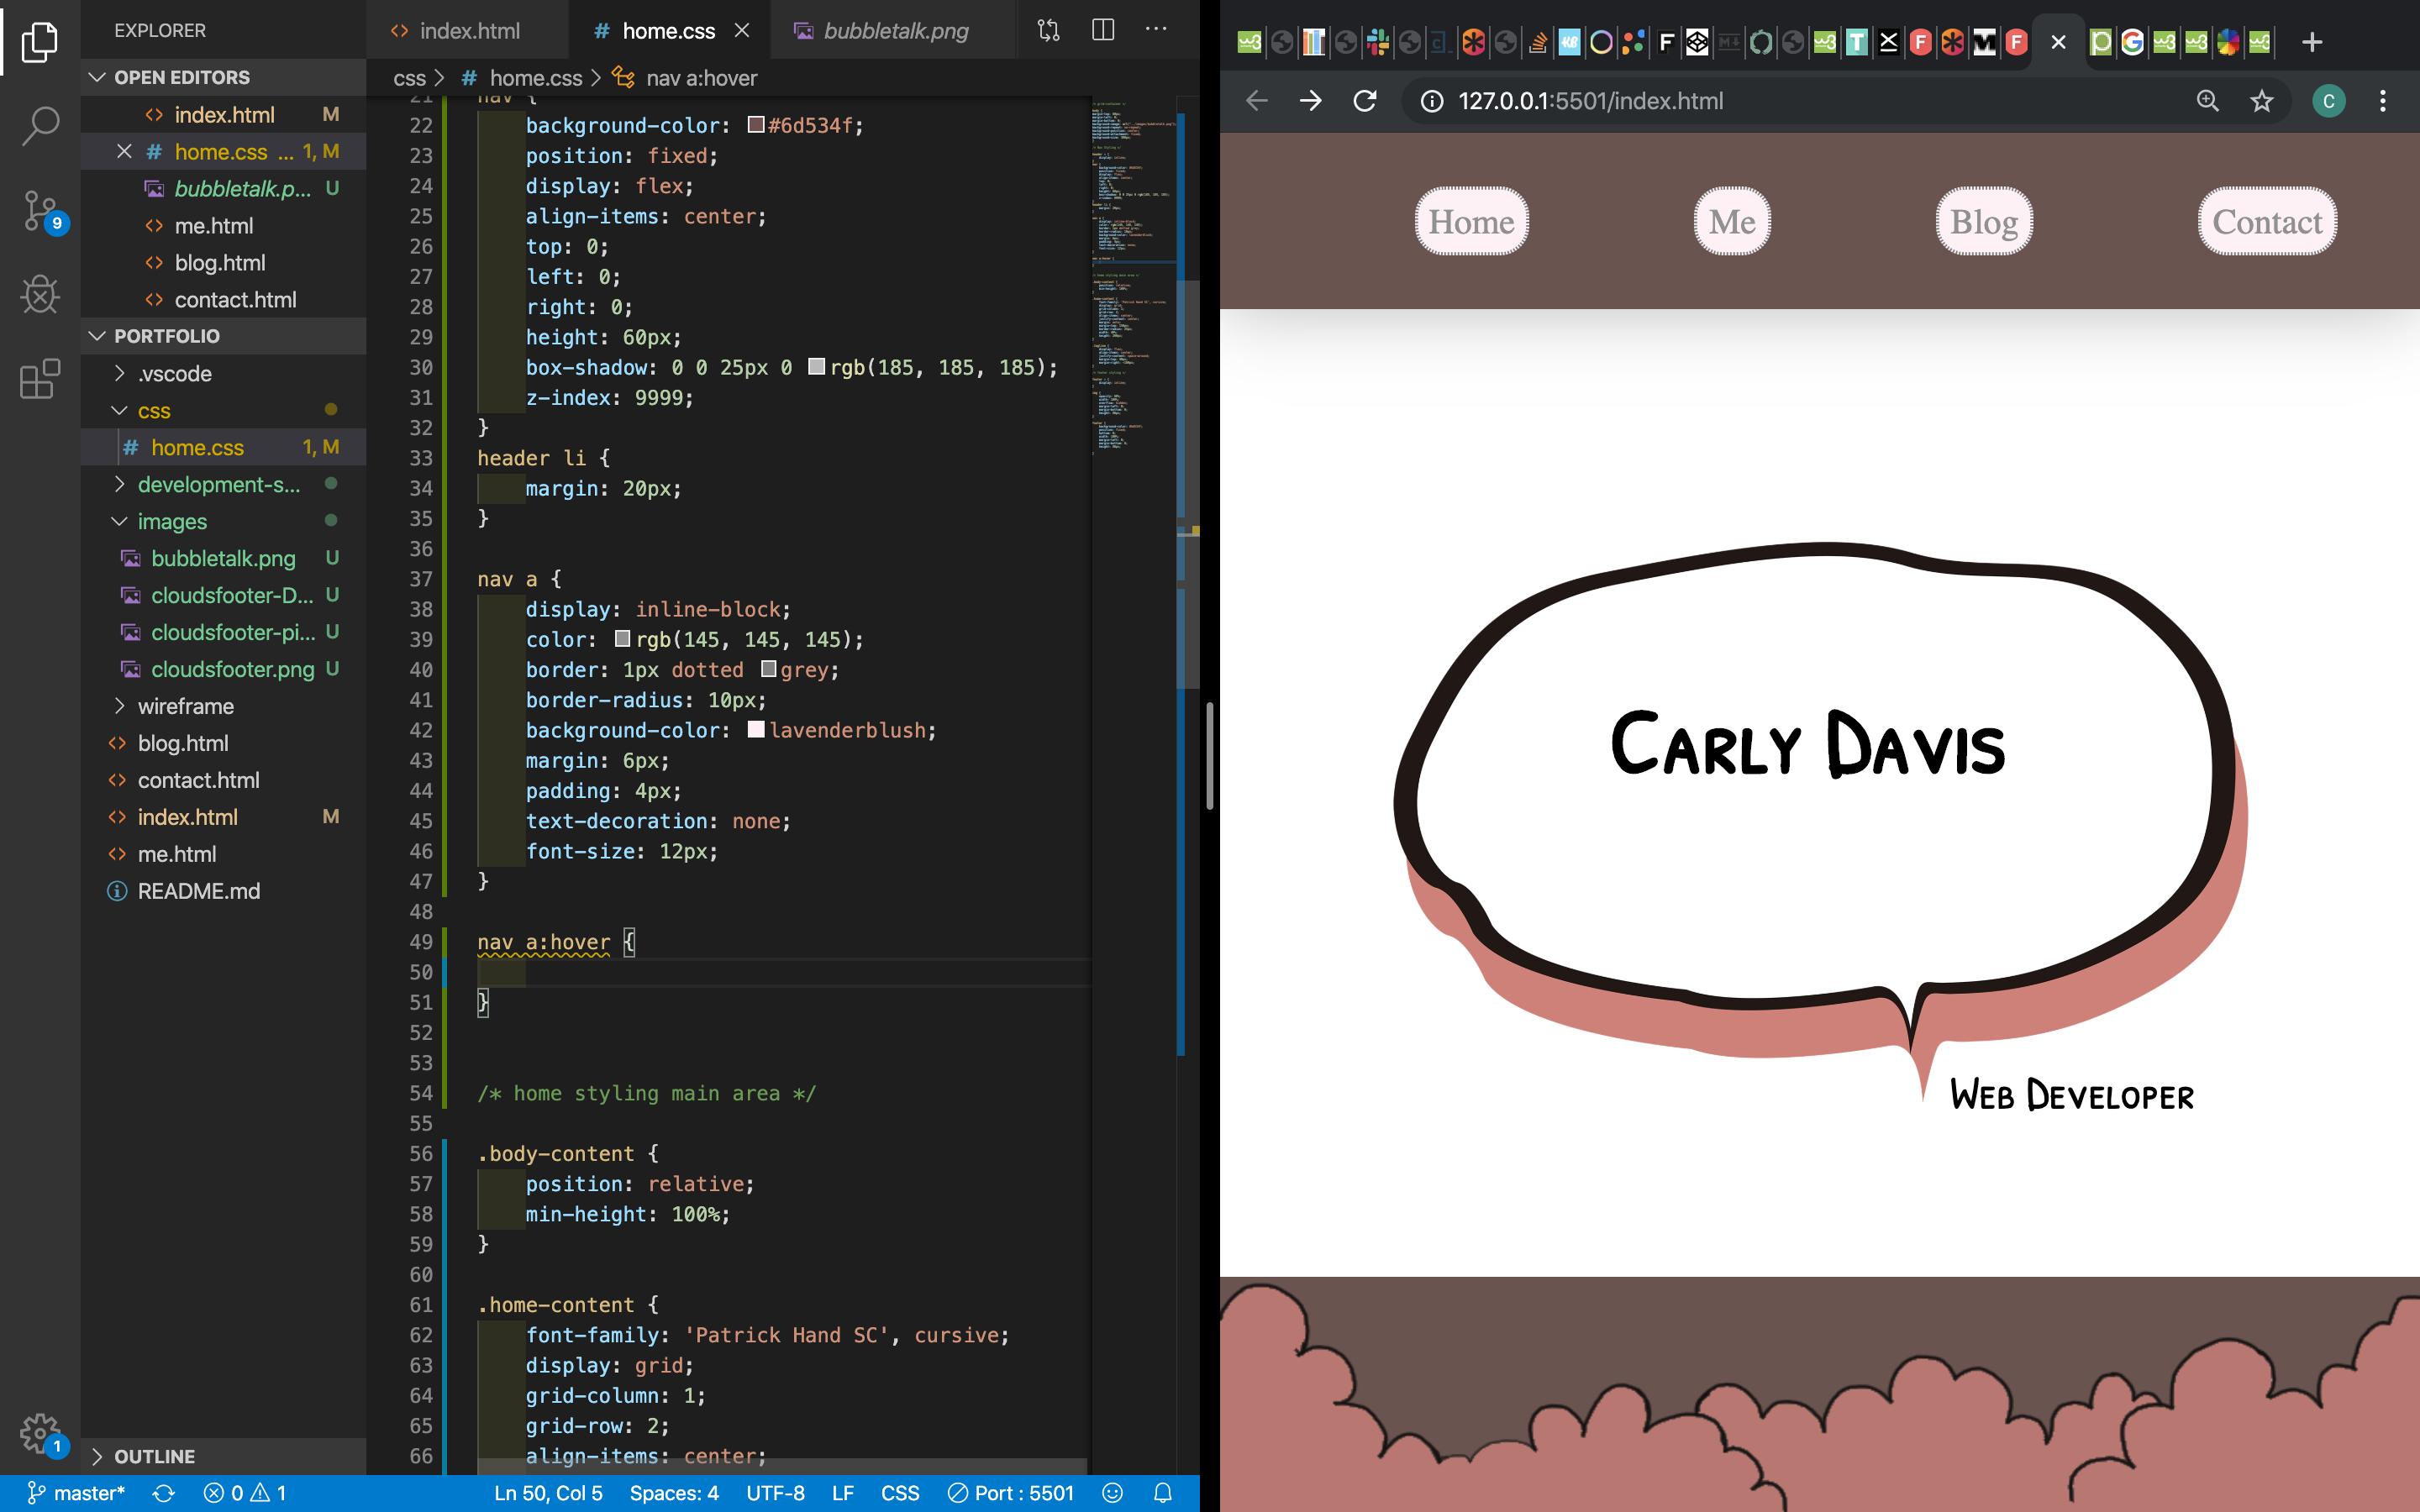 EXPLORER
OPEN EDITORS
index.html M
home.css ... 1, M
bubbletalk.p... U
me.html
blog.html
contact.html
PORTFOLIO
.vscode
css
home.css 1, M
development-s...
images
bubbletalk.png U
cloudsfooter-D... U
cloudsfooter-pi... U
cloudsfooter.png U
wireframe
blog.html
contact.html
index.html M
me.html
README.md
OUTLINE
9
1
index.html
# home.css
bubbletalk.png
css > # home.css > nav a:hover
21 nav {
22 background-color: #6d534f;
23 position: fixed;
24 display: flex;
25 align-items: center;
26 top: 0;
27 left: 0;
28 right: 0;
29 height: 60px;
30 box-shadow: 0 0 25px 0 rgb(185, 185, 185);
31 z-index: 9999;
32 }
33 header li {
34 margin: 20px;
35 }
36
37 nav a {
38 display: inline-block;
39 color: rgb(145, 145, 145);
40 border: 1px dotted grey;
41 border-radius: 10px;
42 background-color: lavenderblush;
43 margin: 6px;
44 padding: 4px;
45 text-decoration: none;
46 font-size: 12px;
47 }
48
49 nav a:hover {
50
51 }
52
53
54 /* home styling main area */
55
56 .body-content {
57 position: relative;
58 min-height: 100%;
59 }
60
61 .home-content {
62 font-family: 'Patrick Hand SC', cursive;
63 display: grid;
64 grid-column: 1;
65 grid-row: 2;
66 align-items: center;
master* 0 1
Ln 50, Col 5 Spaces: 4 UTF-8 LF CSS Port : 5501
127.0.0.1:5501/index.html
C
Home Me Blog Contact
Carly Davis
Web Developer